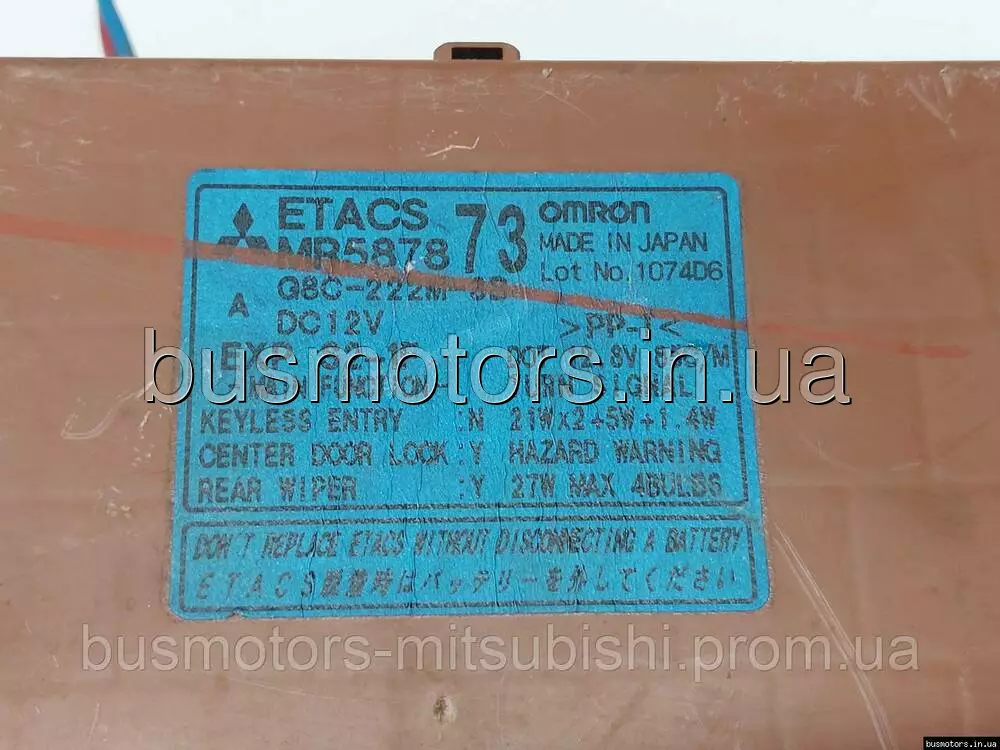 ETACS 73 OMRON
MR5878 MADE IN JAPAN
Lot No.1074D6
A Q8C-222M
DC12V >PP-T<
busmotors.in.ua
KEYLESS ENTRY :N 21W×2+5W+1.4W
CENTER DOOR LOCK :Y HAZARD WARNING
REAR WIPER :Y 27W MAX 4BULBS
DON'T REPLACE ETACS WITHOUT DISCONNECTING A BATTERY
ETACS時はバッテリーを外してください
busmotors-mitsubishi.prom.ua
busmotors.in.ua